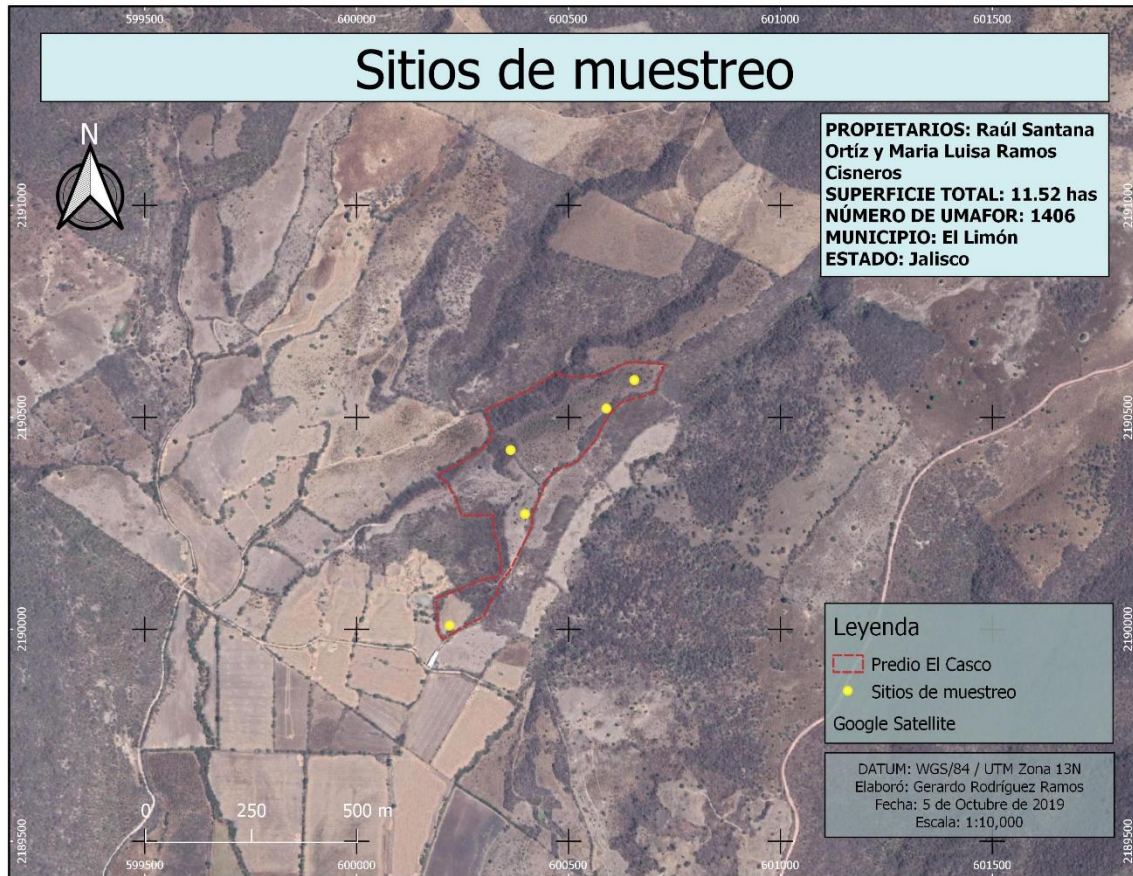 599500 600000 600500 601000 601500
Sitios de muestreo
N
PROPIETARIOS: Raúl Santana
Ortíz y Maria Luisa Ramos
Cisneros
SUPERFICIE TOTAL: 11.52 has
NÚMERO DE UMAFOR: 1406
MUNICIPIO: El Limón
ESTADO: Jalisco
2191000 2191000
2190500 2190500
2190000 2190000
Leyenda
Predio El Casco
Sitios de muestreo
Google Satellite
DATUM: WGS/84 / UTM Zona 13N
Elaboró: Gerardo Rodríguez Ramos
Fecha: 5 de Octubre de 2019
Escala: 1:10,000
0 250 500 m
2189500 2189500
599500 600000 600500 601000 601500